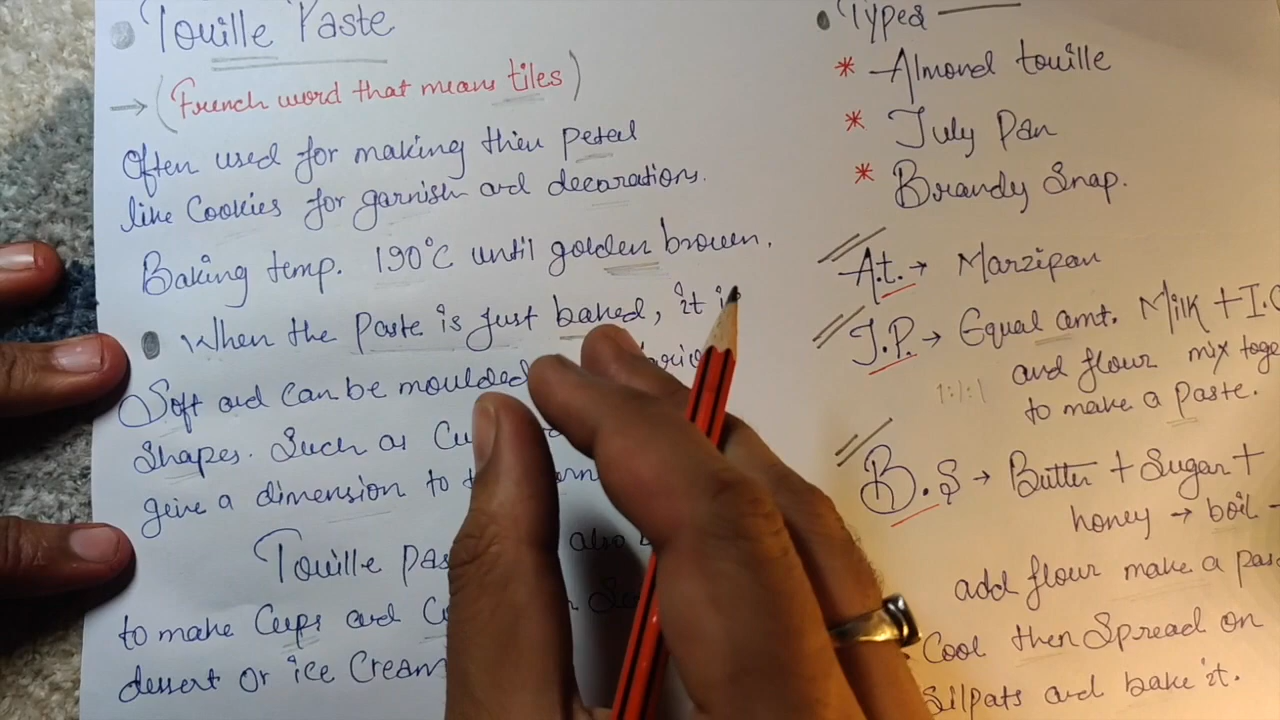 Touille Paste
(French word that means tiles)
Often used for making thin petal
like Cookies for garnish and decorations.
Baking temp. 190°C until golden brown.
When the Paste is just baked, it is
Soft and can be moulded
Shapes. Such as
give a dimension to
Touille also
to make Cups and
dessert or ice Cream
Types
* Almond touille
* July Pan
* Brandy Snap.
A.t. → Marzipan
J.P. → Equal amt. Milk + I.
and flour mix
to make a Paste.
1:1:1
B.S → Butter + Sugar +
honey → boil
add flour make a
Cool then Spread on
Silpats and bake it.